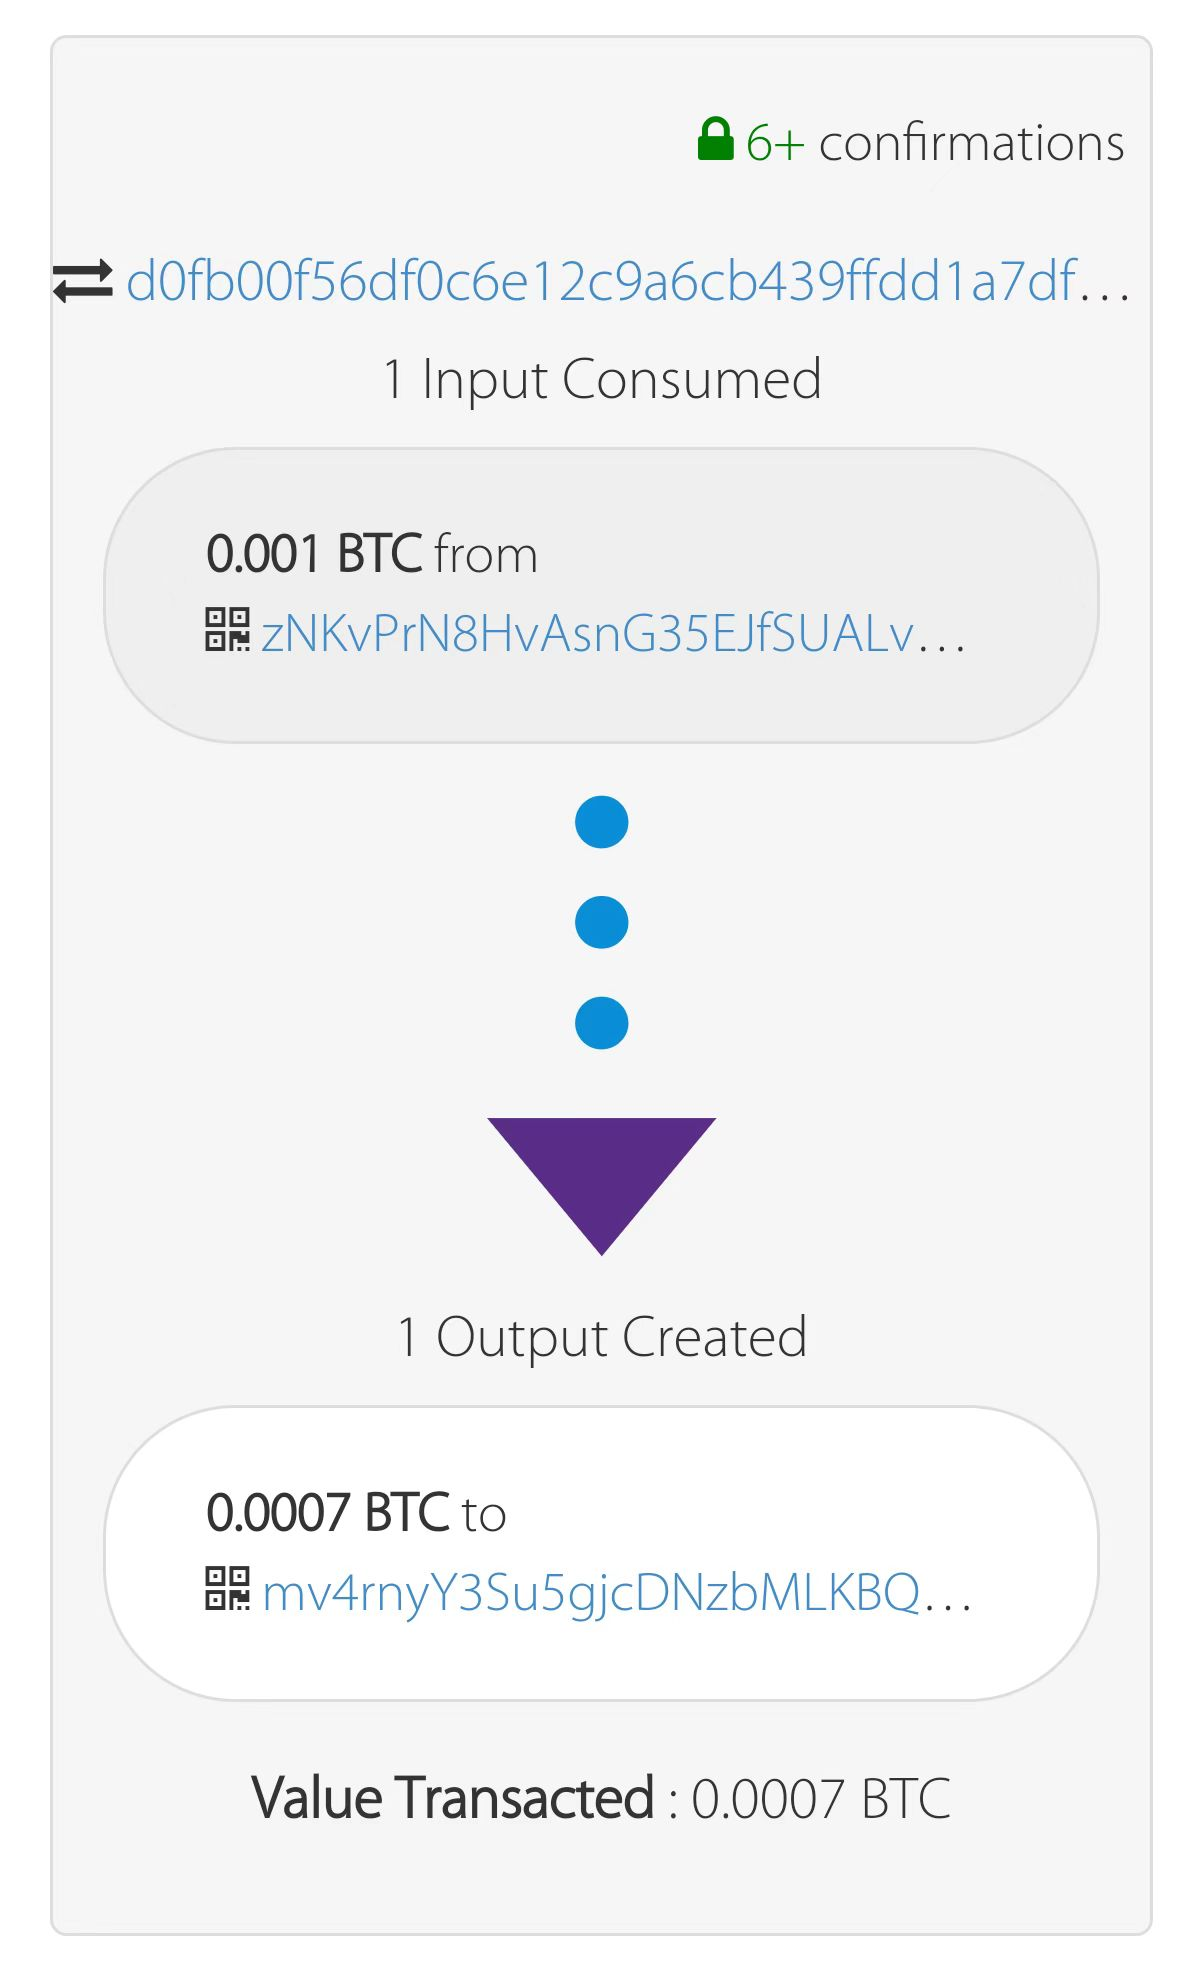 6+ confirmations
d0fb00f56df0c6e12c9a6cb439ffdd1a7df...
1 Input Consumed
0.001 BTC from
zNKvPrN8HvAsnG35EJfSUALv...
1 Output Created
0.0007 BTC to
mv4rnyY3Su5gjcDNzbMLKBQ...
Value Transacted : 0.0007 BTC